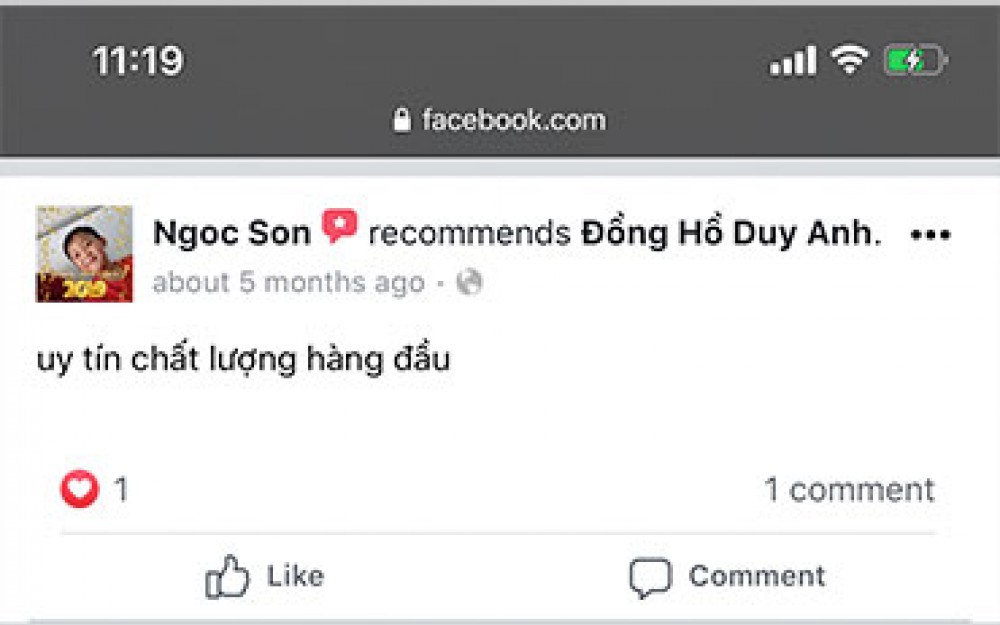 11:19
facebook.com
Ngoc Son recommends Đồng Hồ Duy Anh.
about 5 months ago ·
uy tín chất lượng hàng đầu
1
1 comment
Like
Comment